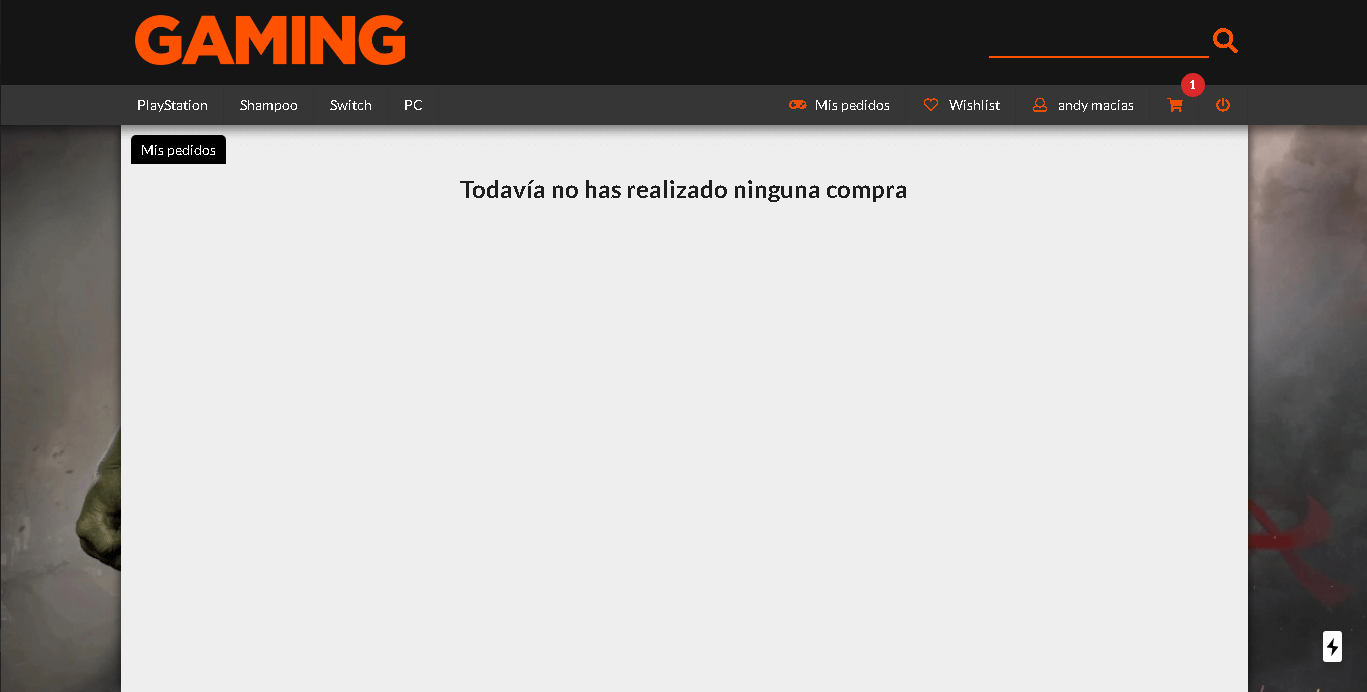 GAMING
PlayStation Shampoo Switch PC Mis pedidos Wishlist andy macias 1
Mis pedidos
Todavía no has realizado ninguna compra